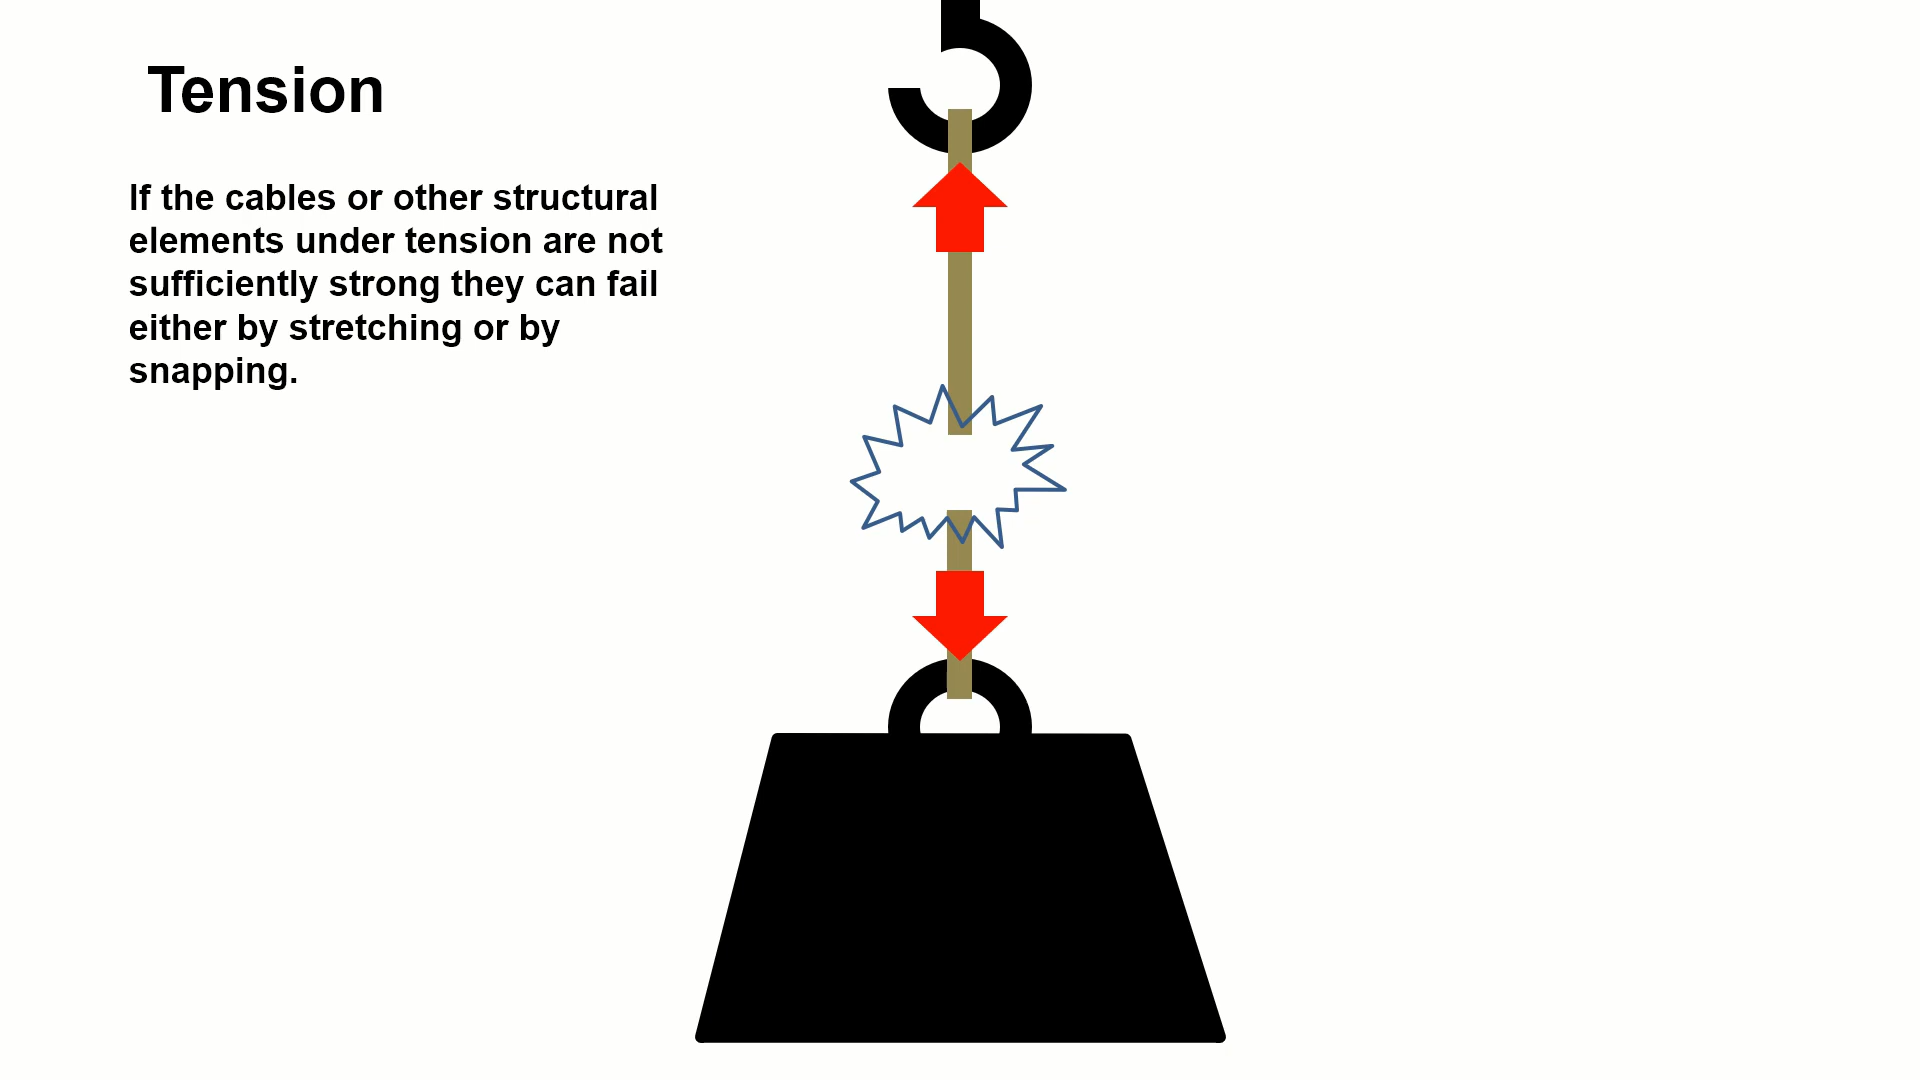 Tension
If the cables or other structural
elements under tension are not
sufficiently strong they can fail
either by stretching or by
snapping.